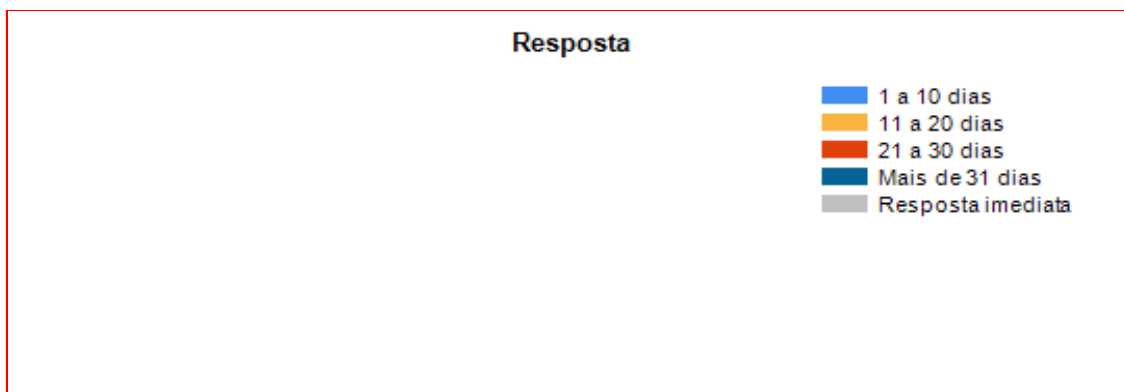 Resposta
1 a 10 dias
11 a 20 dias
21 a 30 dias
Mais de 31 dias
Resposta imediata